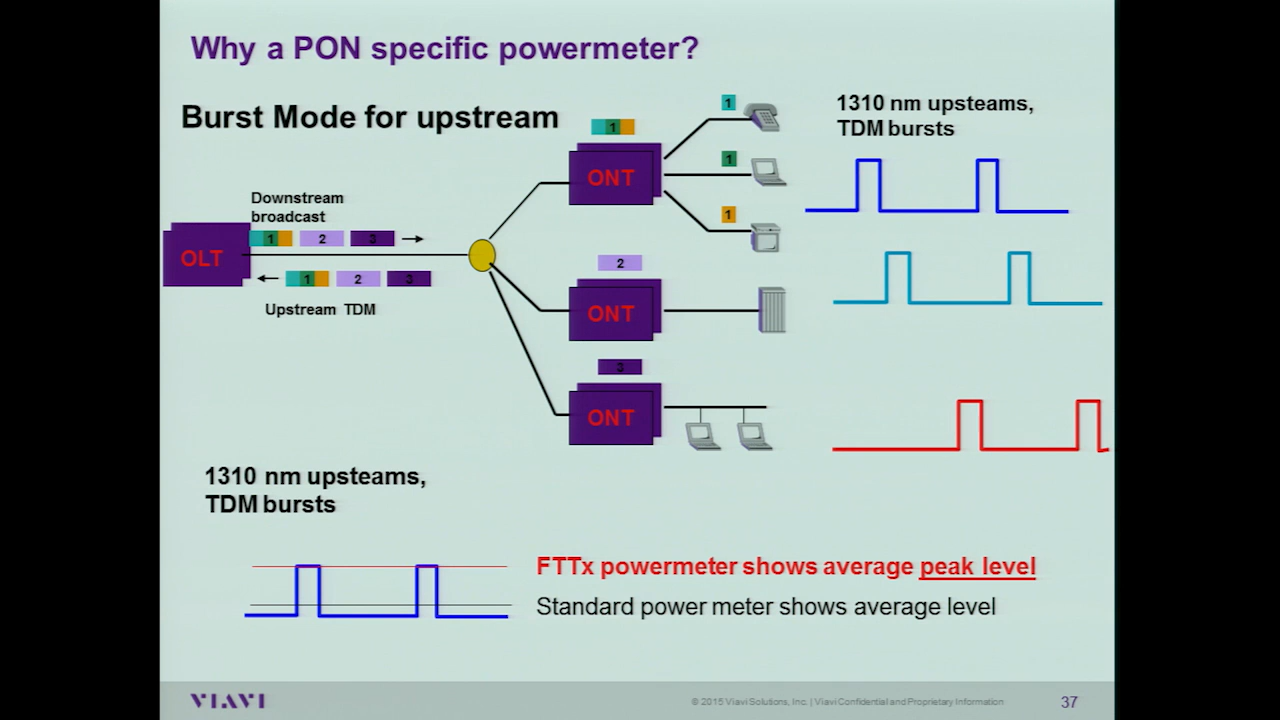 Why a PON specific powermeter?
Burst Mode for upstream
1
1
1310 nm upsteams,
TDM bursts
ONT
1
Downstream
broadcast
1
OLT
1 2 3
1 2 3
Upstream TDM
2
ONT
3
ONT
1310 nm upsteams,
TDM bursts
FTTx powermeter shows average peak level
Standard power meter shows average level
VIAVI
© 2015 Viavi Solutions, Inc. | Viavi Confidential and Proprietary Information
37